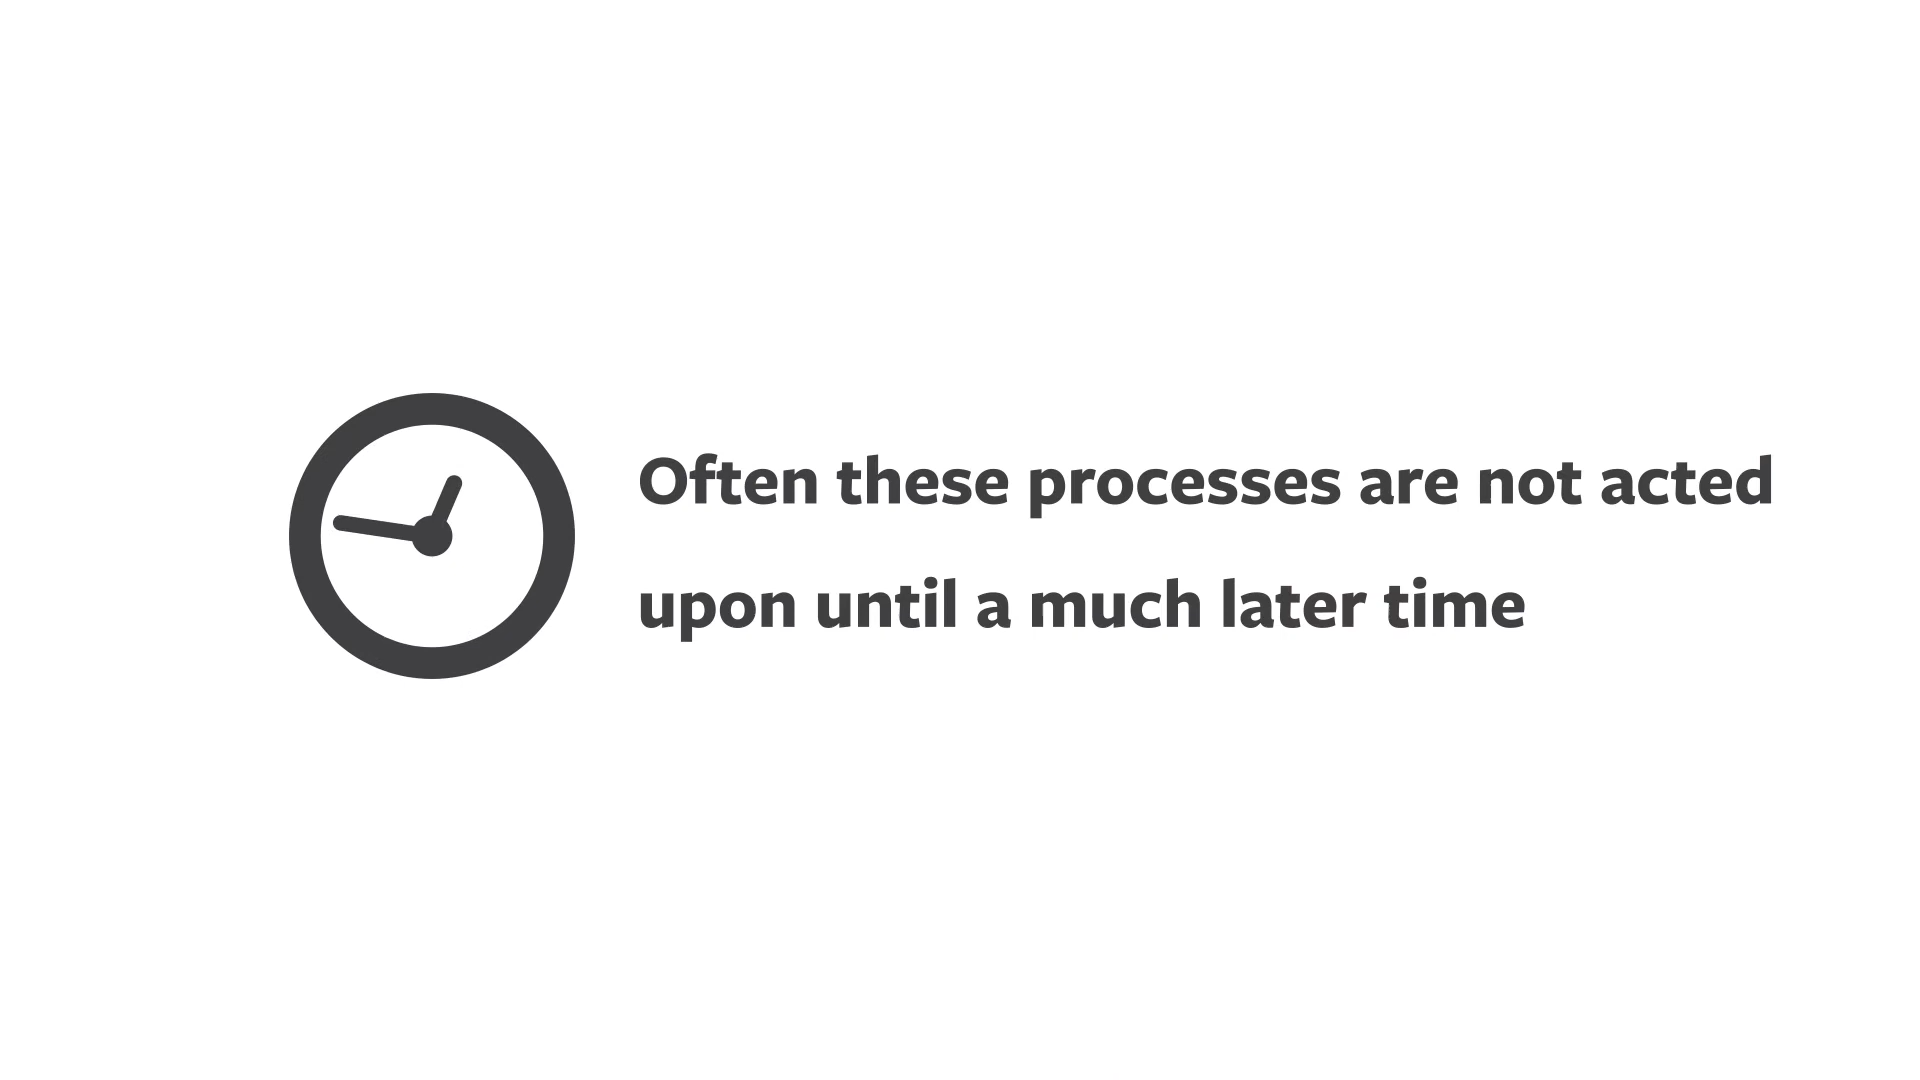 Often these processes are not acted
upon until a much later time